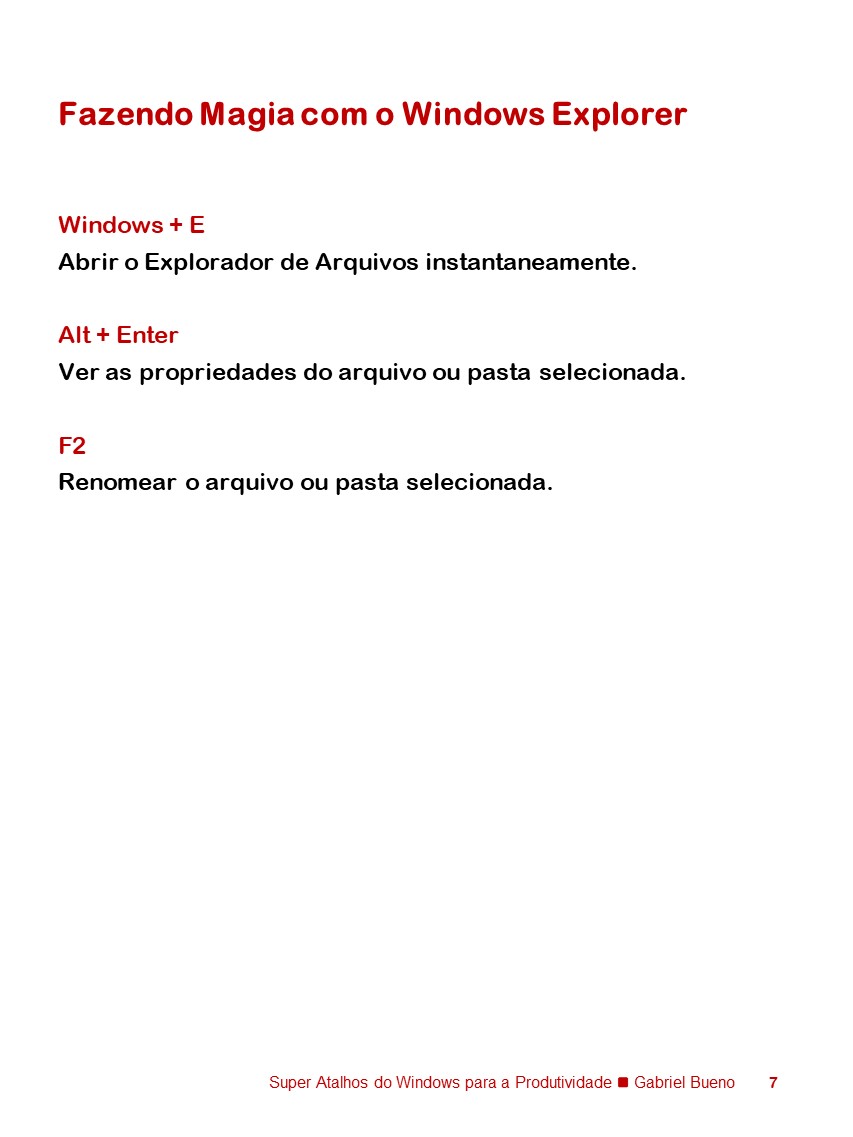 Fazendo Magia com o Windows Explorer
Windows + E
Abrir o Explorador de Arquivos instantaneamente.
Alt + Enter
Ver as propriedades do arquivo ou pasta selecionada.
F2
Renomear o arquivo ou pasta selecionada.
Super Atalhos do Windows para a Produtividade ■ Gabriel Bueno 7